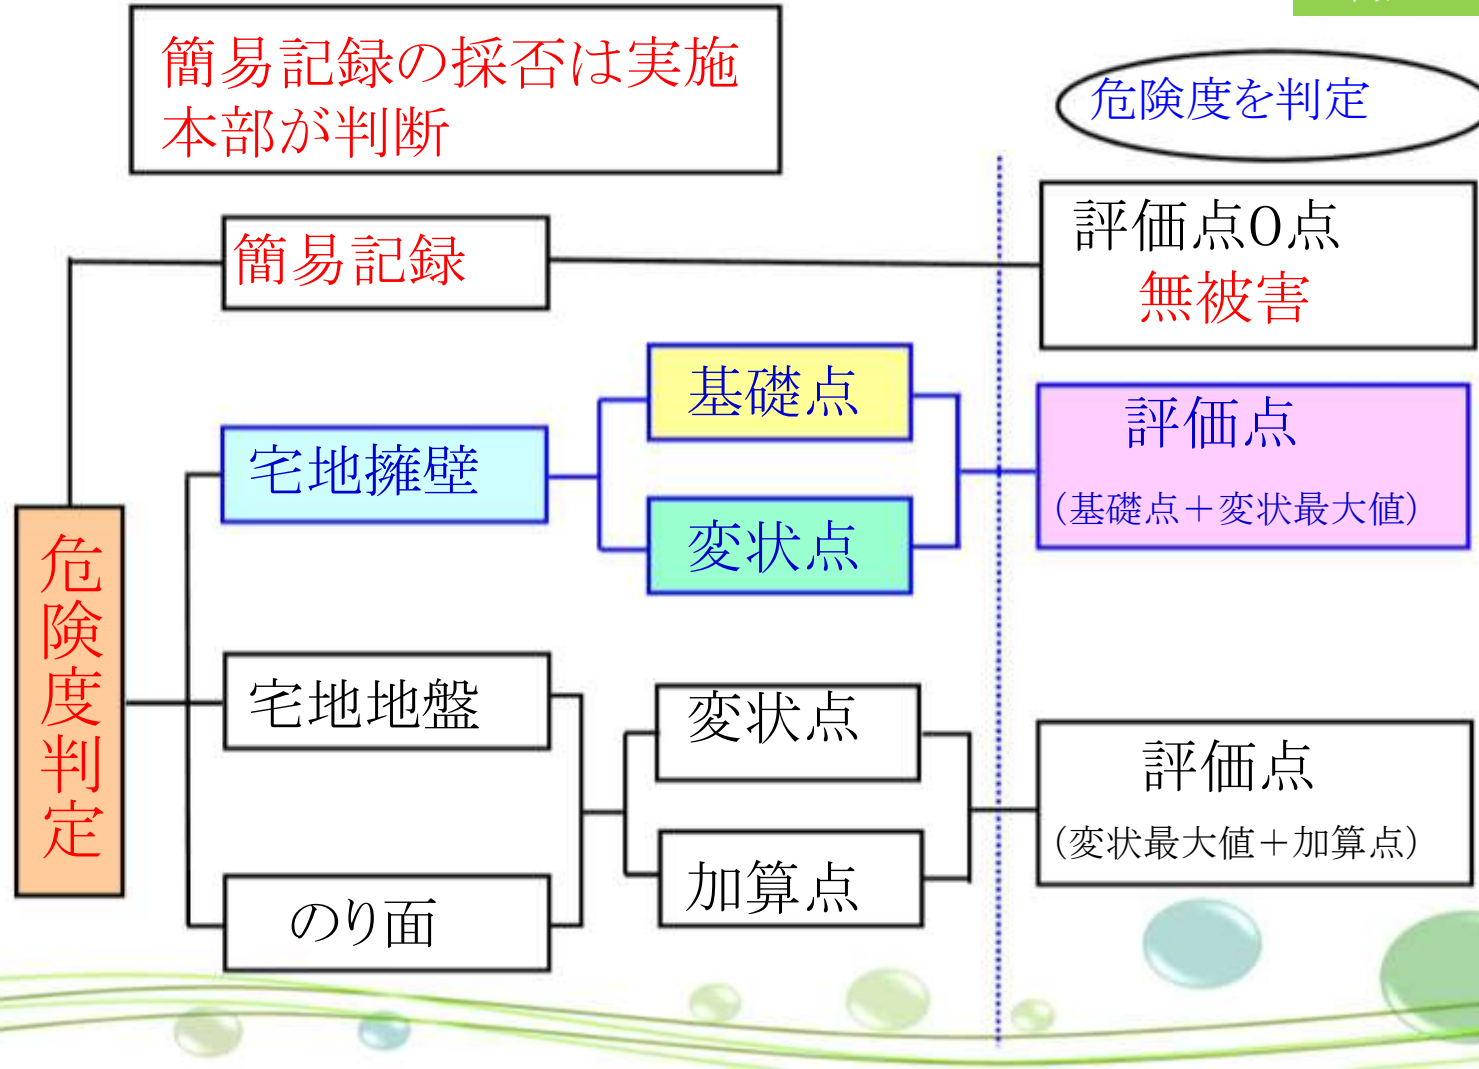 簡易記録の採否は実施
本部が判断
危険度を判定
簡易記録
評価点0点
無被害
基礎点
宅地擁壁
変状点
評価点
(基礎点＋変状最大値)
危険度判定
宅地地盤
のり面
変状点
加算点
評価点
(変状最大値＋加算点)